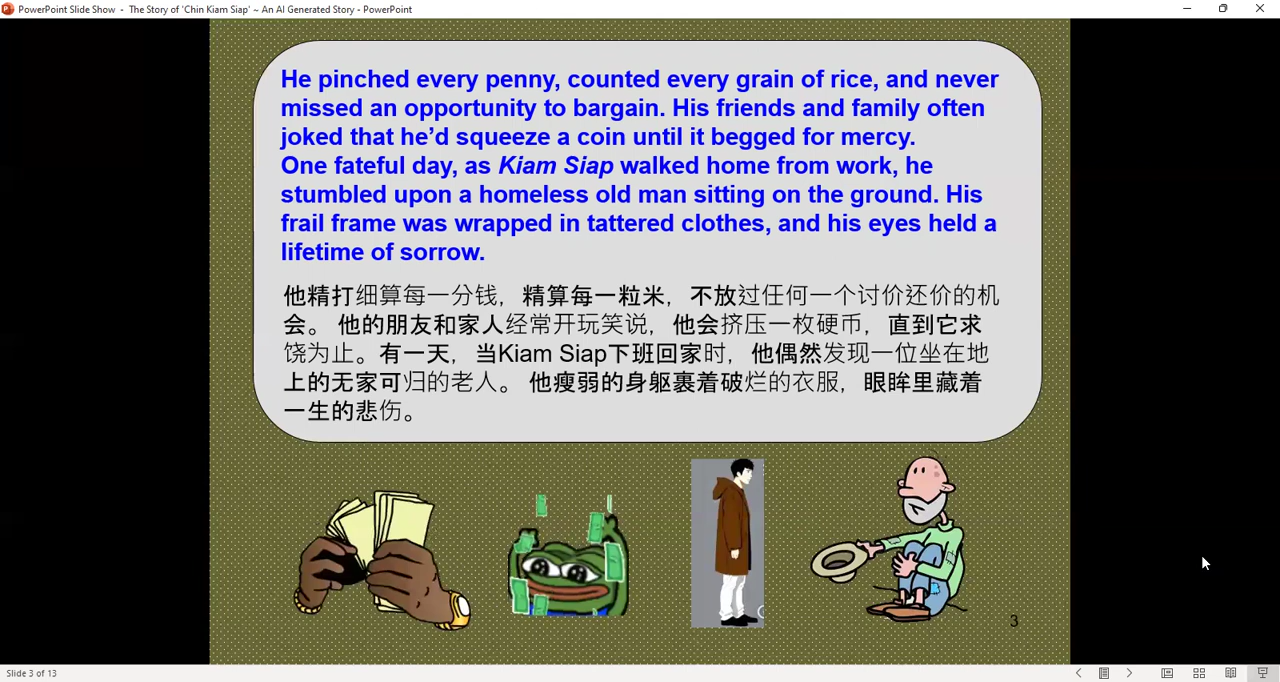 PowerPoint Slide Show - The Story of 'Chin Kiam Siap' ~ An AI Generated Story - PowerPoint
He pinched every penny, counted every grain of rice, and never
missed an opportunity to bargain. His friends and family often
joked that he’d squeeze a coin until it begged for mercy.
One fateful day, as Kiam Siap walked home from work, he
stumbled upon a homeless old man sitting on the ground. His
frail frame was wrapped in tattered clothes, and his eyes held a
lifetime of sorrow.
他精打细算每一分钱，精算每一粒米，不放过任何一个讨价还价的机
会。 他的朋友和家人经常开玩笑说，他会挤压一枚硬币，直到它求
饶为止。有一天，当Kiam Siap下班回家时，他偶然发现一位坐在地
上的无家可归的老人。 他瘦弱的身躯裹着破烂的衣服，眼眸里藏着
一生的悲伤。
3
Slide 3 of 13